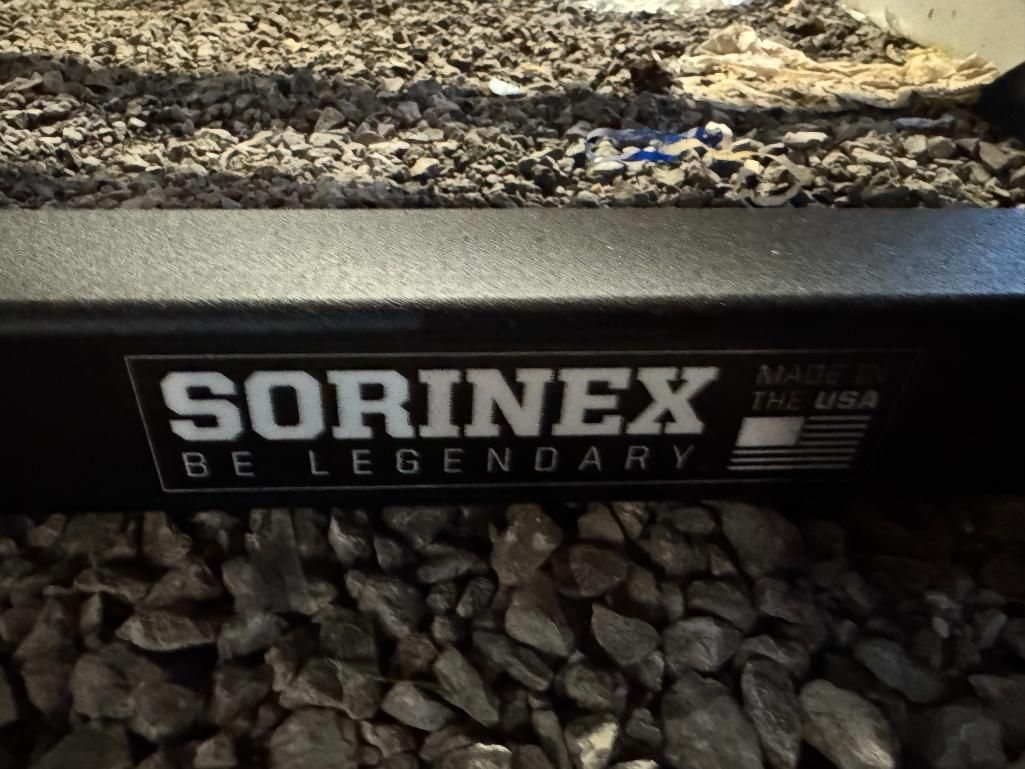 SORINEX
BE LEGENDARY
MADE IN
THE USA